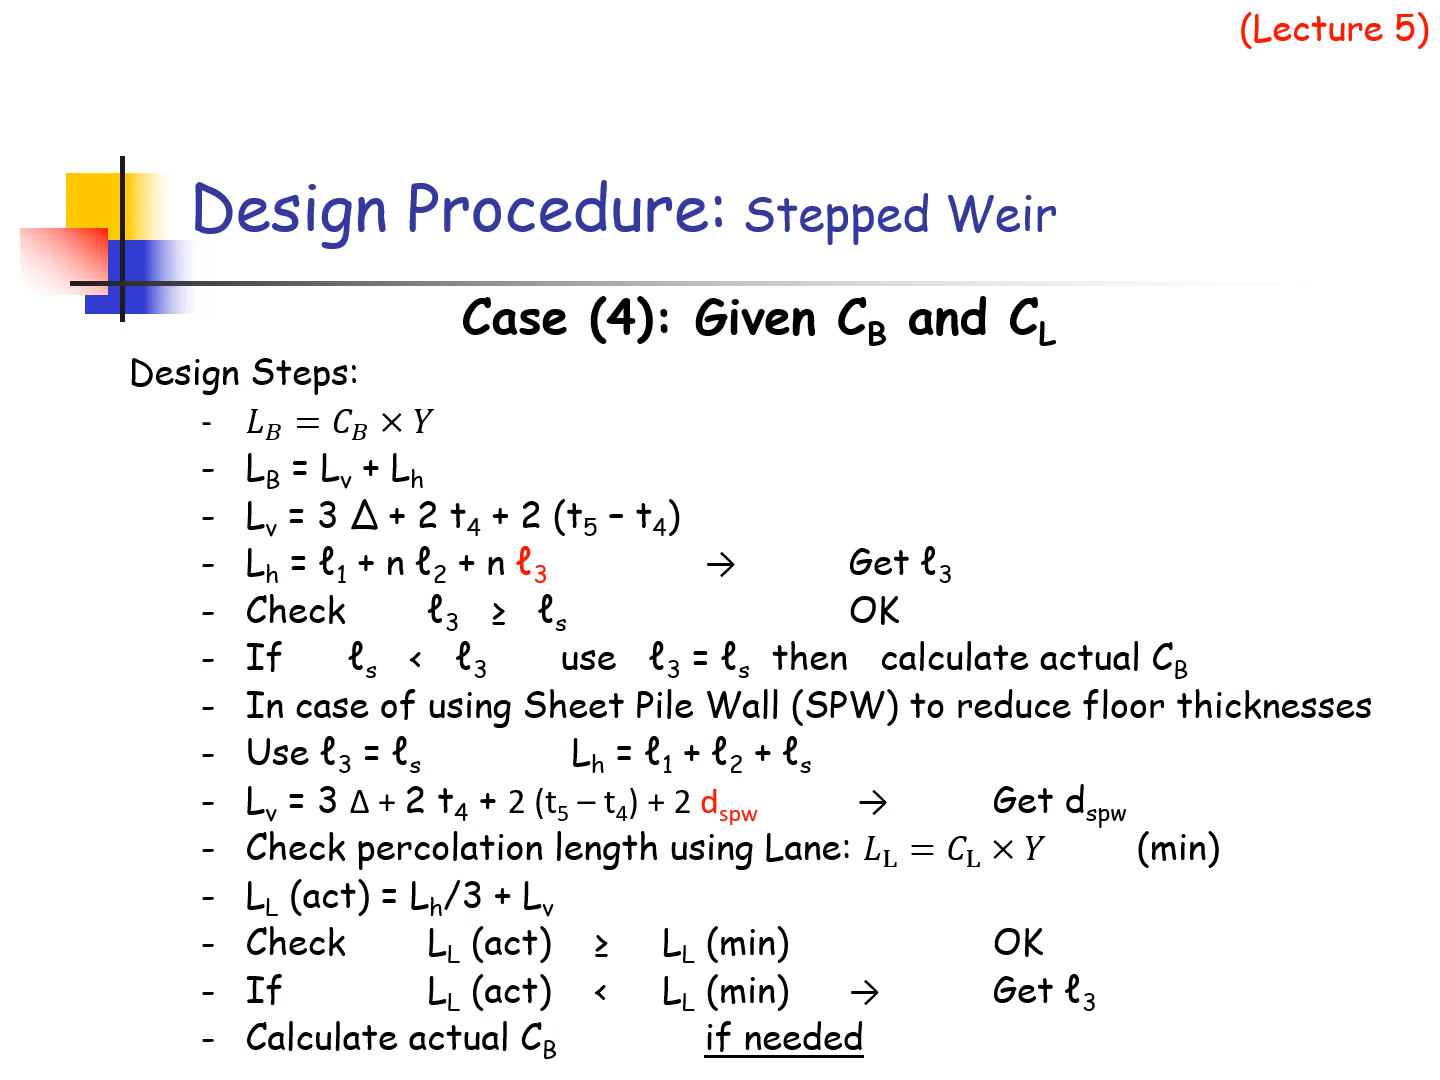 (Lecture 5)
Design Procedure: Stepped Weir
Case (4): Given C_B and C_L
Design Steps:
- L_B = C_B × Y
- L_B = L_v + L_h
- L_v = 3 Δ + 2 t_4 + 2 (t_5 – t_4)
- L_h = ℓ_1 + n ℓ_2 + n ℓ_3 → Get ℓ_3
- Check ℓ_3 ≥ ℓ_s OK
- If ℓ_s < ℓ_3 use ℓ_3 = ℓ_s then calculate actual C_B
- In case of using Sheet Pile Wall (SPW) to reduce floor thicknesses
- Use ℓ_3 = ℓ_s L_h = ℓ_1 + ℓ_2 + ℓ_s
- L_v = 3 Δ + 2 t_4 + 2 (t_5 – t_4) + 2 d_spw → Get d_spw
- Check percolation length using Lane: L_L = C_L × Y (min)
- L_L (act) = L_h/3 + L_v
- Check L_L (act) ≥ L_L (min) OK
- If L_L (act) < L_L (min) → Get ℓ_3
- Calculate actual C_B if needed